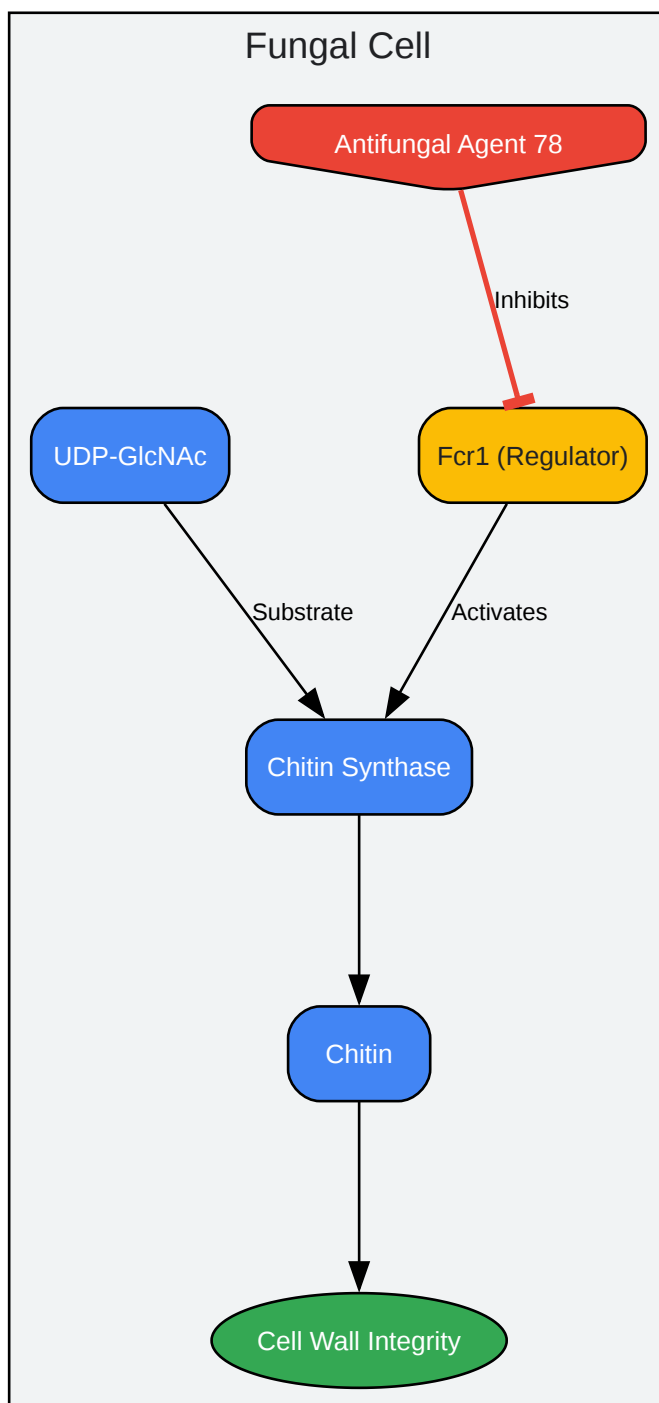 Fungal Cell
Antifungal Agent 78
Inhibits
UDP-GlcNAc
Fcr1 (Regulator)
Substrate
Activates
Chitin Synthase
Chitin
Cell Wall Integrity